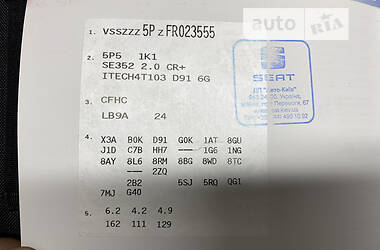 auto
RIA
.com
1. VSSZZZ 5P Z FR023555
2. 5P5 1K1
SE352 2.0 CR+
ITECH4T103 D91 6G
3. CFHC
LB9A 24
4. X3A B0K D91 G0K 1AT 8GU
J1D C7B HH7 -- 1G6 1NG
8AY 8L6 8RM 8BG 8WD 8TC
-- 2ZQ
2B2 5SJ 5RQ QG1
7MJ G40
5. 6.2 4.2 4.9
162 111 129
SEAT